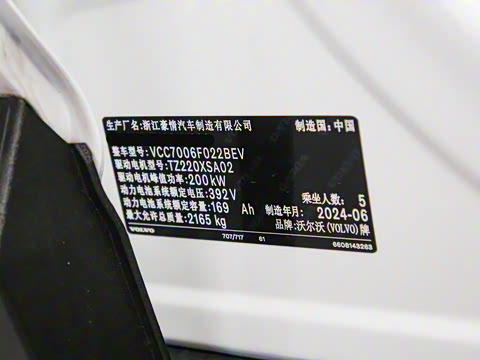 生产厂名:浙江豪情汽车制造有限公司 制造国:中国
整车型号:VCC7006F022BEV
驱动电机型号:TZ220XSA02
驱动电机峰值功率:200kW
动力电池系统额定电压:392V 乘坐人数: 5
动力电池系统额定容量:169 Ah 制造年月: 2024-06
最大允许总质量:2165 kg 品牌:沃尔沃(VOLVO)牌
VOLVO 707/717 61 6608143263